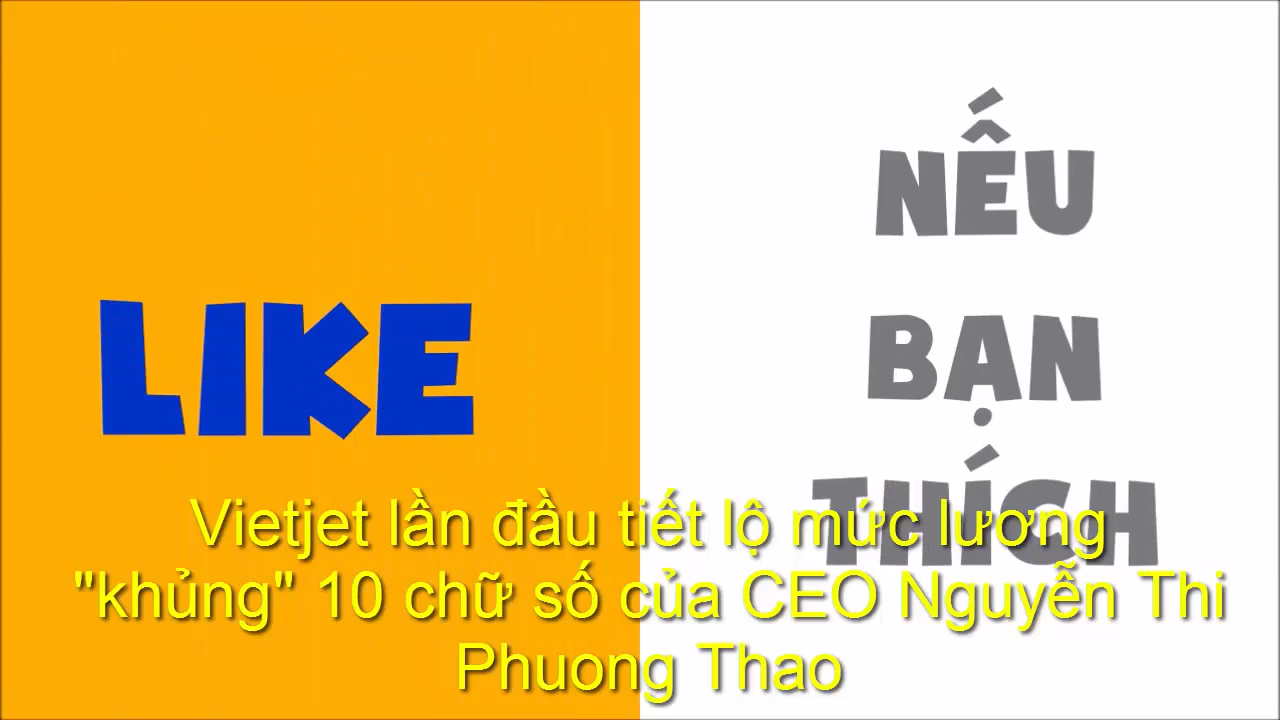 LIKE
NẾU
BẠN
THÍCH
Vietjet lần đầu tiết lộ mức lương
"khủng" 10 chữ số của CEO Nguyễn Thi
Phuong Thao